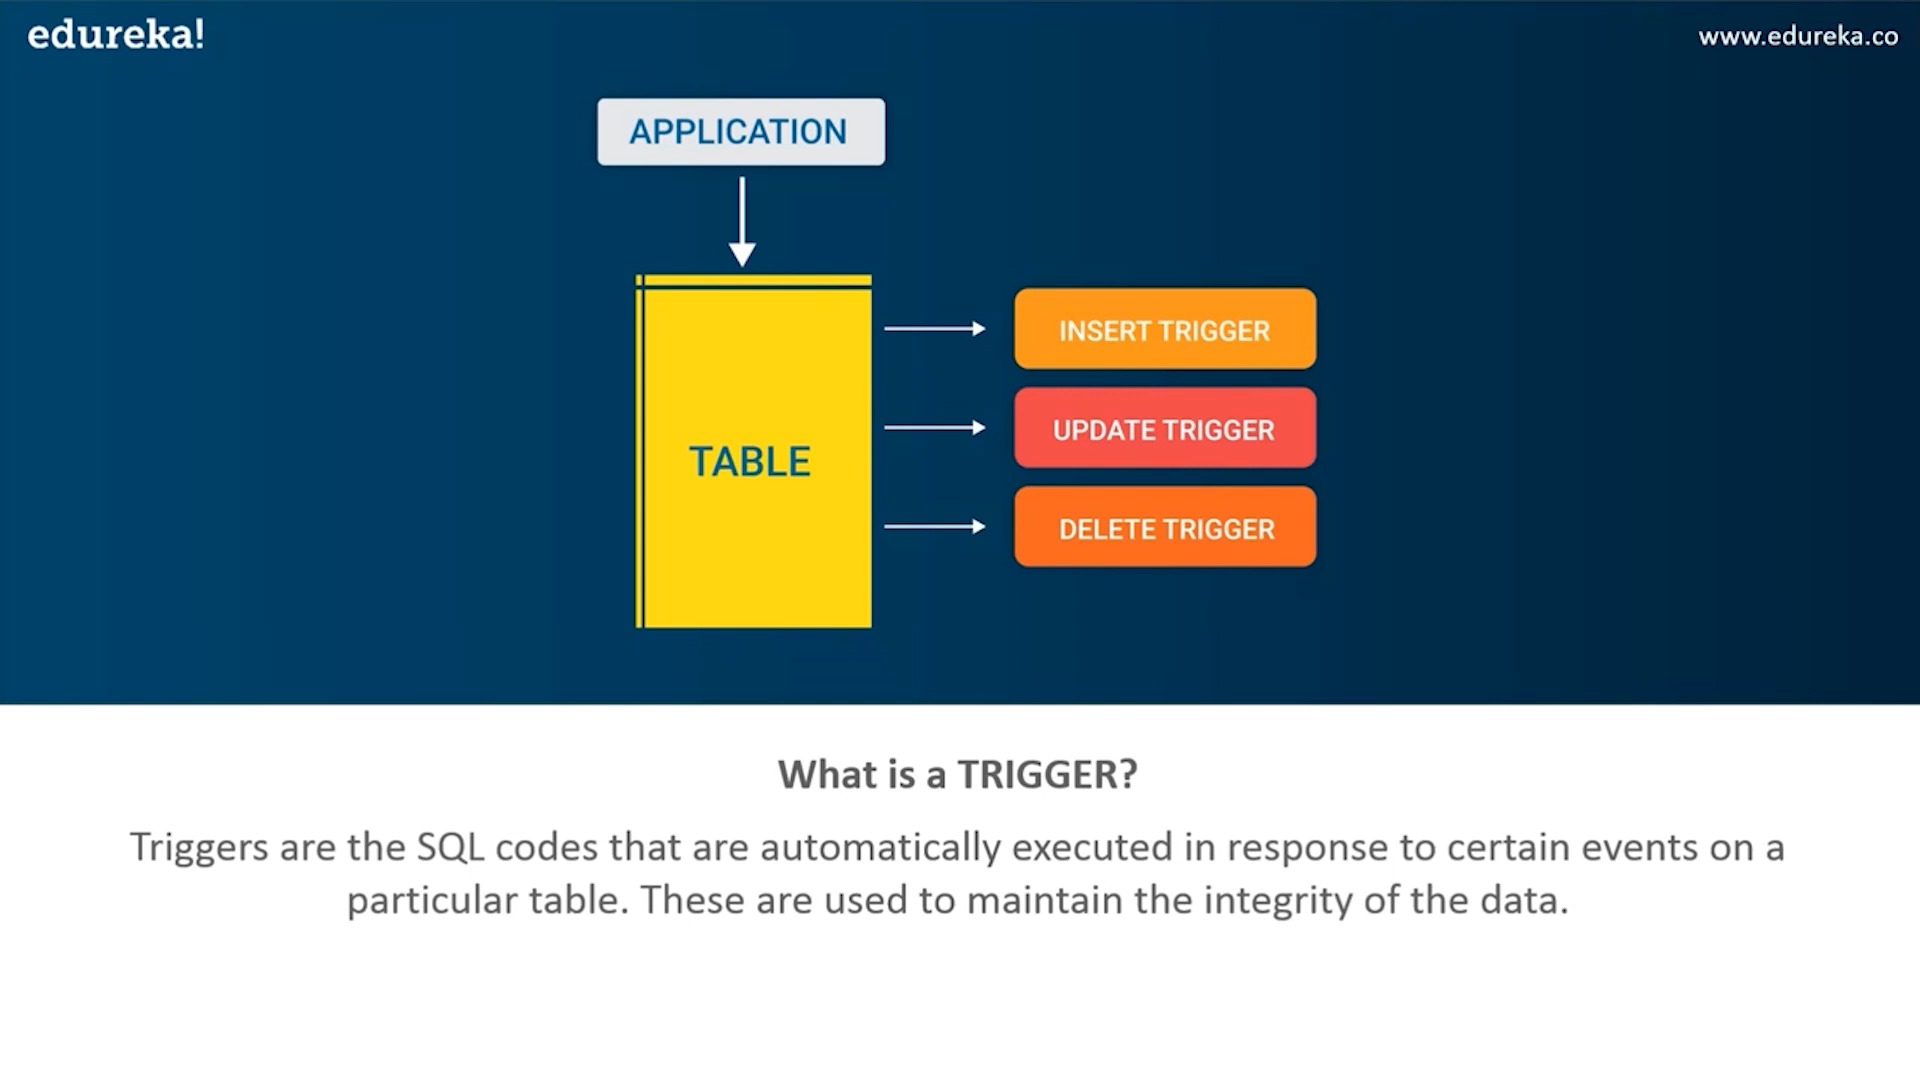 edureka!
www.edureka.co
APPLICATION
TABLE
INSERT TRIGGER
UPDATE TRIGGER
DELETE TRIGGER
What is a TRIGGER?
Triggers are the SQL codes that are automatically executed in response to certain events on a
particular table. These are used to maintain the integrity of the data.